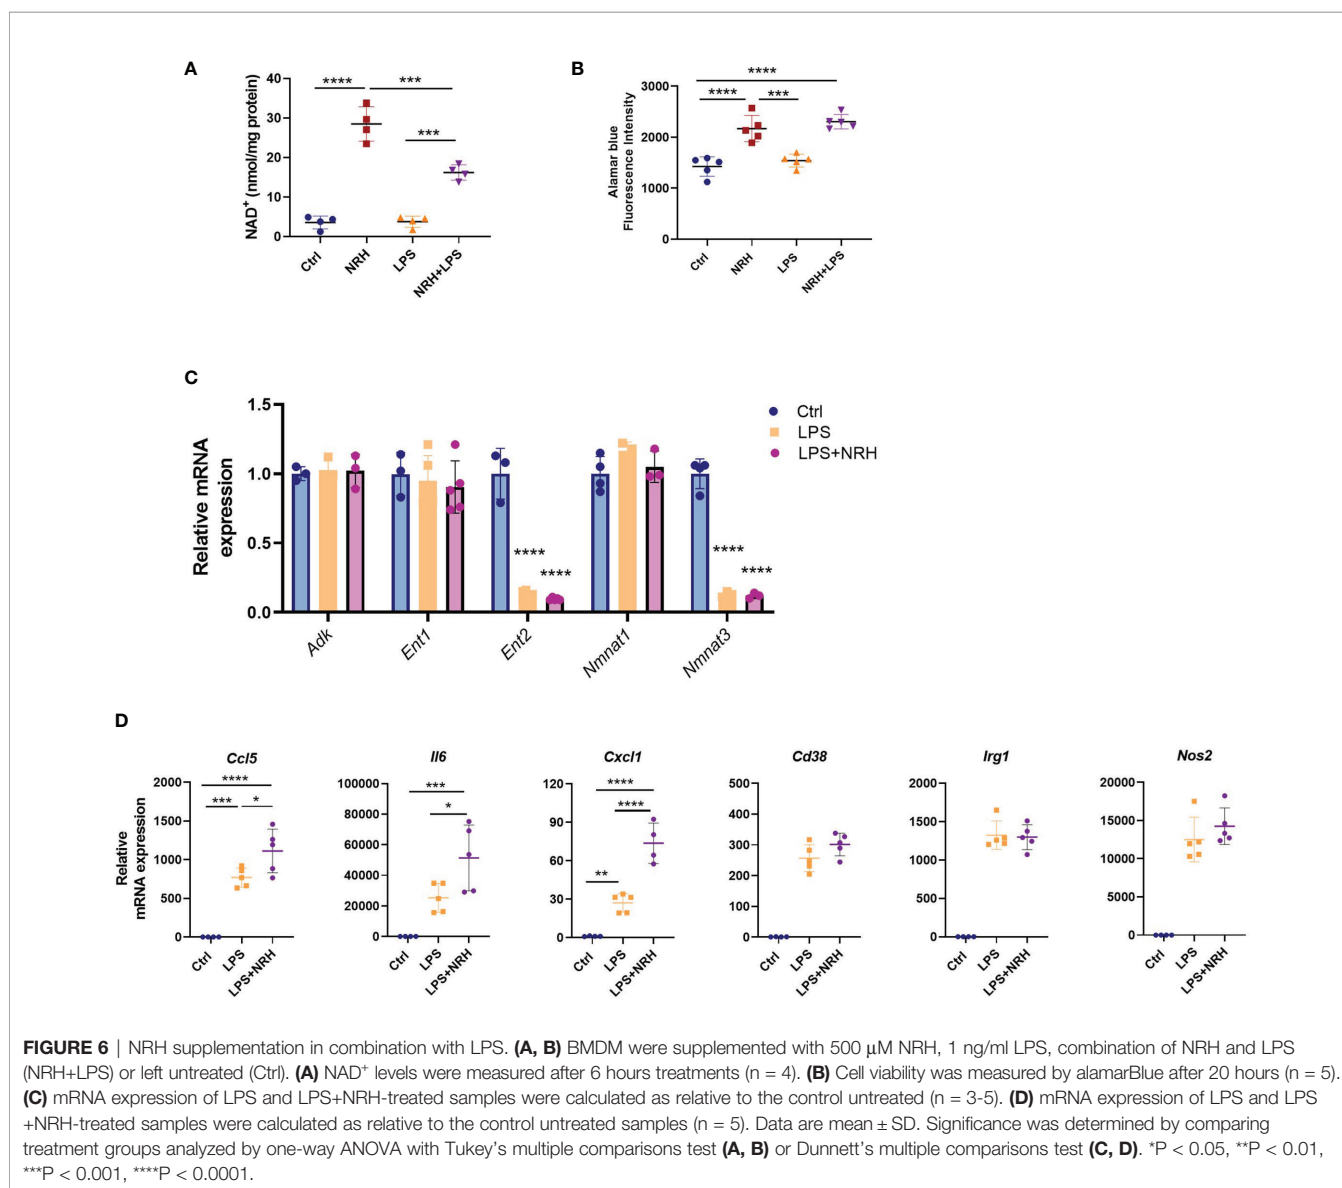 A
NAD+ (nmol/mg protein)
40
30
20
10
0
**** ***
***
Ctrl NRH LPS NRH+LPS
B
Alamar blue
Fluorescence Intensity
3000
2000
1000
0
****
**** ***
Ctrl NRH LPS NRH+LPS
C
Relative mRNA
expression
1.5
1.0
0.5
0.0
Ctrl
LPS
LPS+NRH
**** ****
**** ****
Adk Ent1 Ent2 Nmnat1 Nmnat3
D
Relative
mRNA expression
Ccl5
2000
1500
1000
500
0
****
*** *
Ctrl LPS LPS+NRH
Il6
100000
80000
60000
40000
20000
0
***
*
Ctrl LPS LPS+NRH
Cxcl1
120
90
60
30
0
****
****
**
Ctrl LPS LPS+NRH
Cd38
500
400
300
200
100
0
Ctrl LPS LPS+NRH
Irg1
2000
1500
1000
500
0
Ctrl LPS LPS+NRH
Nos2
20000
15000
10000
5000
0
Ctrl LPS LPS+NRH
FIGURE 6 | NRH supplementation in combination with LPS. (A, B) BMDM were supplemented with 500 μM NRH, 1 ng/ml LPS, combination of NRH and LPS
(NRH+LPS) or left untreated (Ctrl). (A) NAD+ levels were measured after 6 hours treatments (n = 4). (B) Cell viability was measured by alamarBlue after 20 hours (n = 5).
(C) mRNA expression of LPS and LPS+NRH-treated samples were calculated as relative to the control untreated (n = 3-5). (D) mRNA expression of LPS and LPS
+NRH-treated samples were calculated as relative to the control untreated samples (n = 5). Data are mean ± SD. Significance was determined by comparing
treatment groups analyzed by one-way ANOVA with Tukey's multiple comparisons test (A, B) or Dunnett's multiple comparisons test (C, D). *P < 0.05, **P < 0.01,
***P < 0.001, ****P < 0.0001.